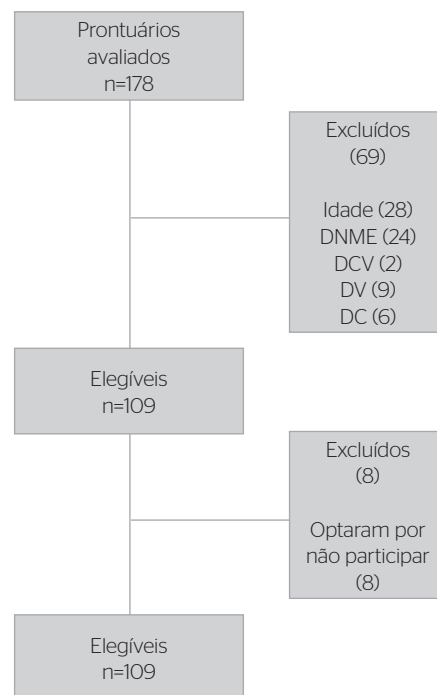 Prontuários
avaliados
n=178
Excluídos
(69)
Idade (28)
DNME (24)
DCV (2)
DV (9)
DC (6)
Elegíveis
n=109
Excluídos
(8)
Optaram por
não participar
(8)
Elegíveis
n=109